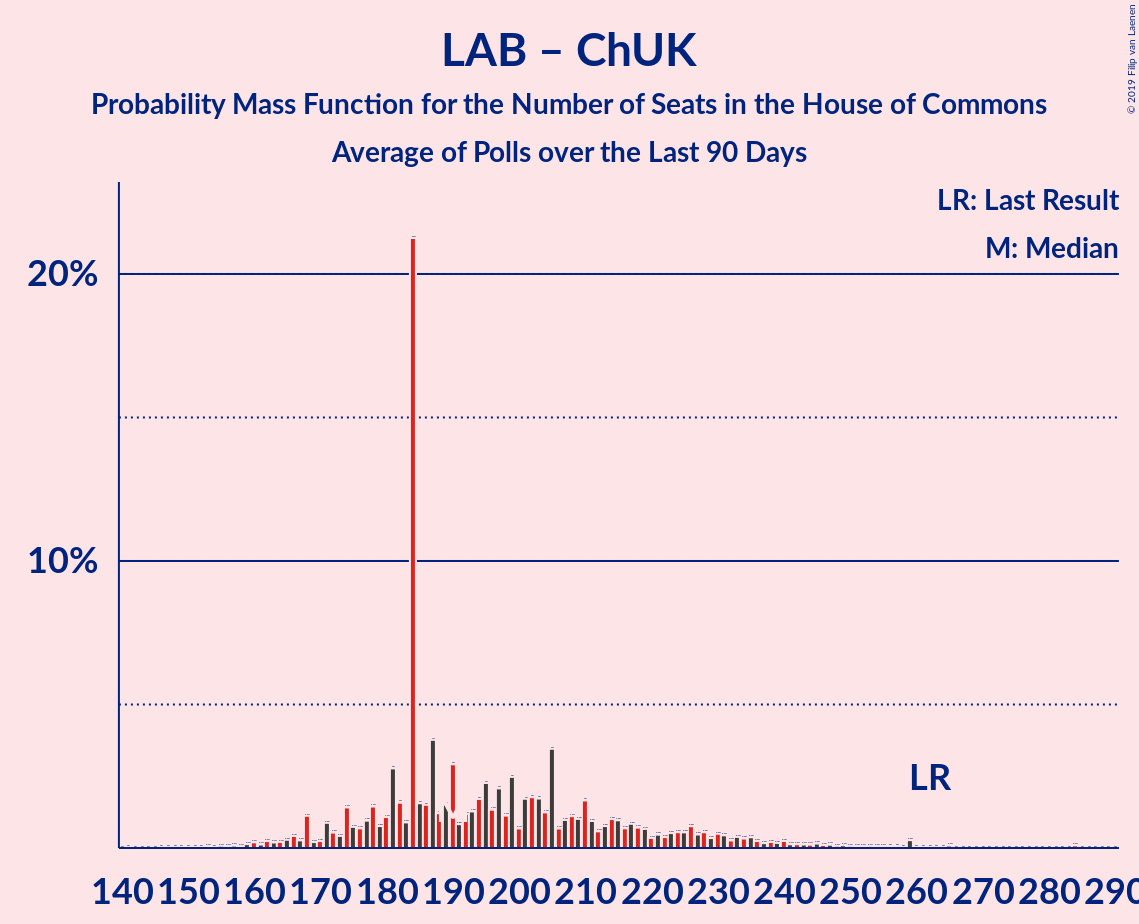 LAB – ChUK
Probability Mass Function for the Number of Seats in the House of Commons
Average of Polls over the Last 90 Days
© 2019 Filip van Laenen
LR: Last Result
M: Median
20%
10%
LR
140 150 160 170 180 190 200 210 220 230 240 250 260 270 280 290